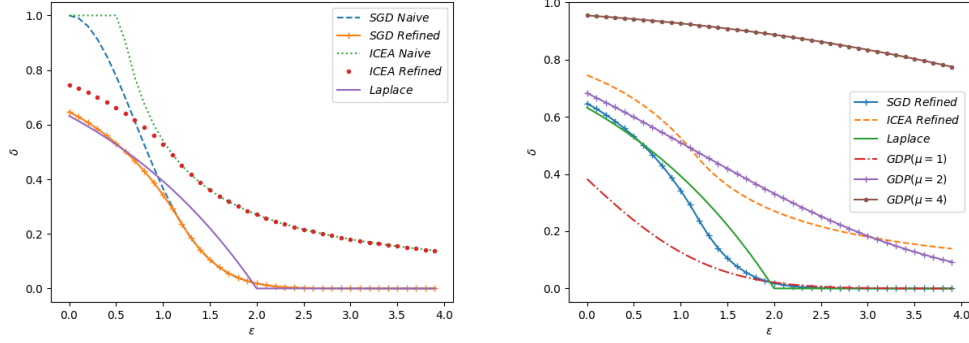 1.0
0.8
0.6
0.4
0.2
0.0
δ
0.0 0.5 1.0 1.5 2.0 2.5 3.0 3.5 4.0
ε
SGD Naive
SGD Refined
ICEA Naive
ICEA Refined
Laplace
1.0
0.8
0.6
0.4
0.2
0.0
δ
0.0 0.5 1.0 1.5 2.0 2.5 3.0 3.5 4.0
ε
SGD Refined
ICEA Refined
Laplace
GDP(μ = 1)
GDP(μ = 2)
GDP(μ = 4)